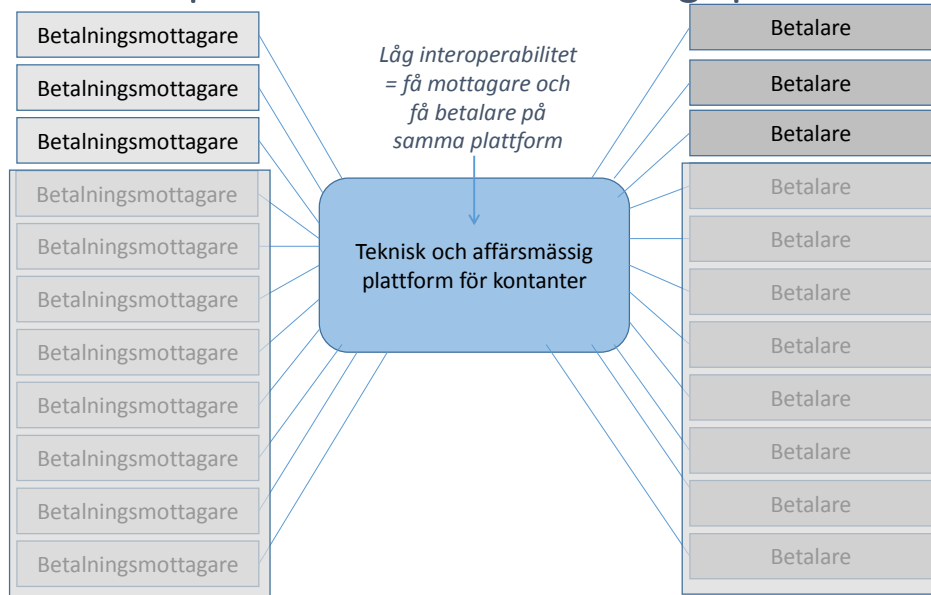 Betalningsmottagare
Betalningsmottagare
Betalningsmottagare
Betalningsmottagare
Betalningsmottagare
Betalningsmottagare
Betalningsmottagare
Betalningsmottagare
Betalningsmottagare
Betalningsmottagare
Betalningsmottagare
Låg interoperabilitet
= få mottagare och
få betalare på
samma plattform
Teknisk och affärsmässig
plattform för kontanter
Betalare
Betalare
Betalare
Betalare
Betalare
Betalare
Betalare
Betalare
Betalare
Betalare
Betalare